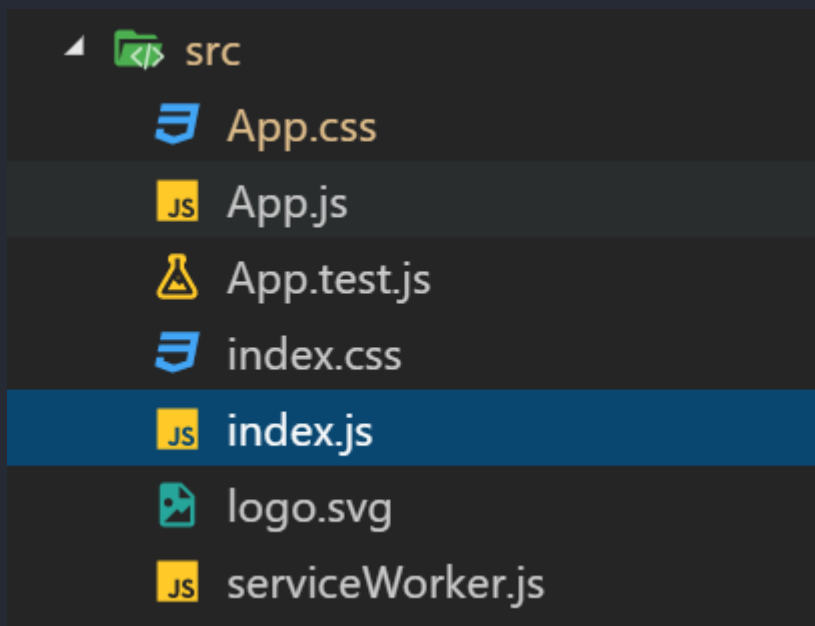 src
App.css
App.js
App.test.js
index.css
index.js
logo.svg
serviceWorker.js